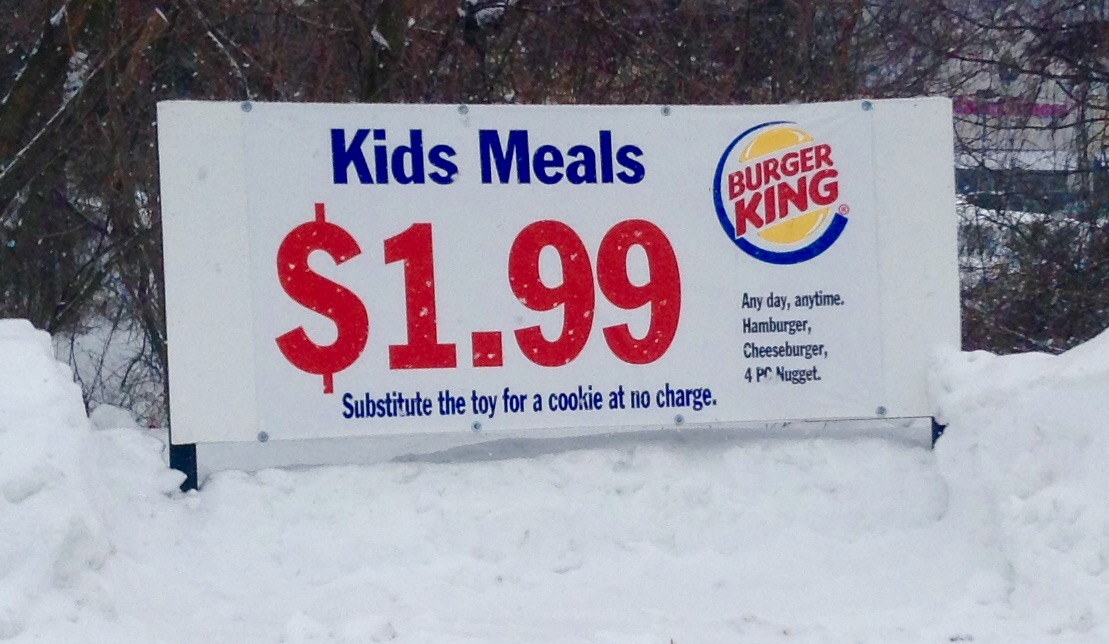 Kids Meals
$1.99
Substitute the toy for a cookie at no charge.
BURGER
KING®
Any day, anytime.
Hamburger,
Cheeseburger,
4 PC Nugget.